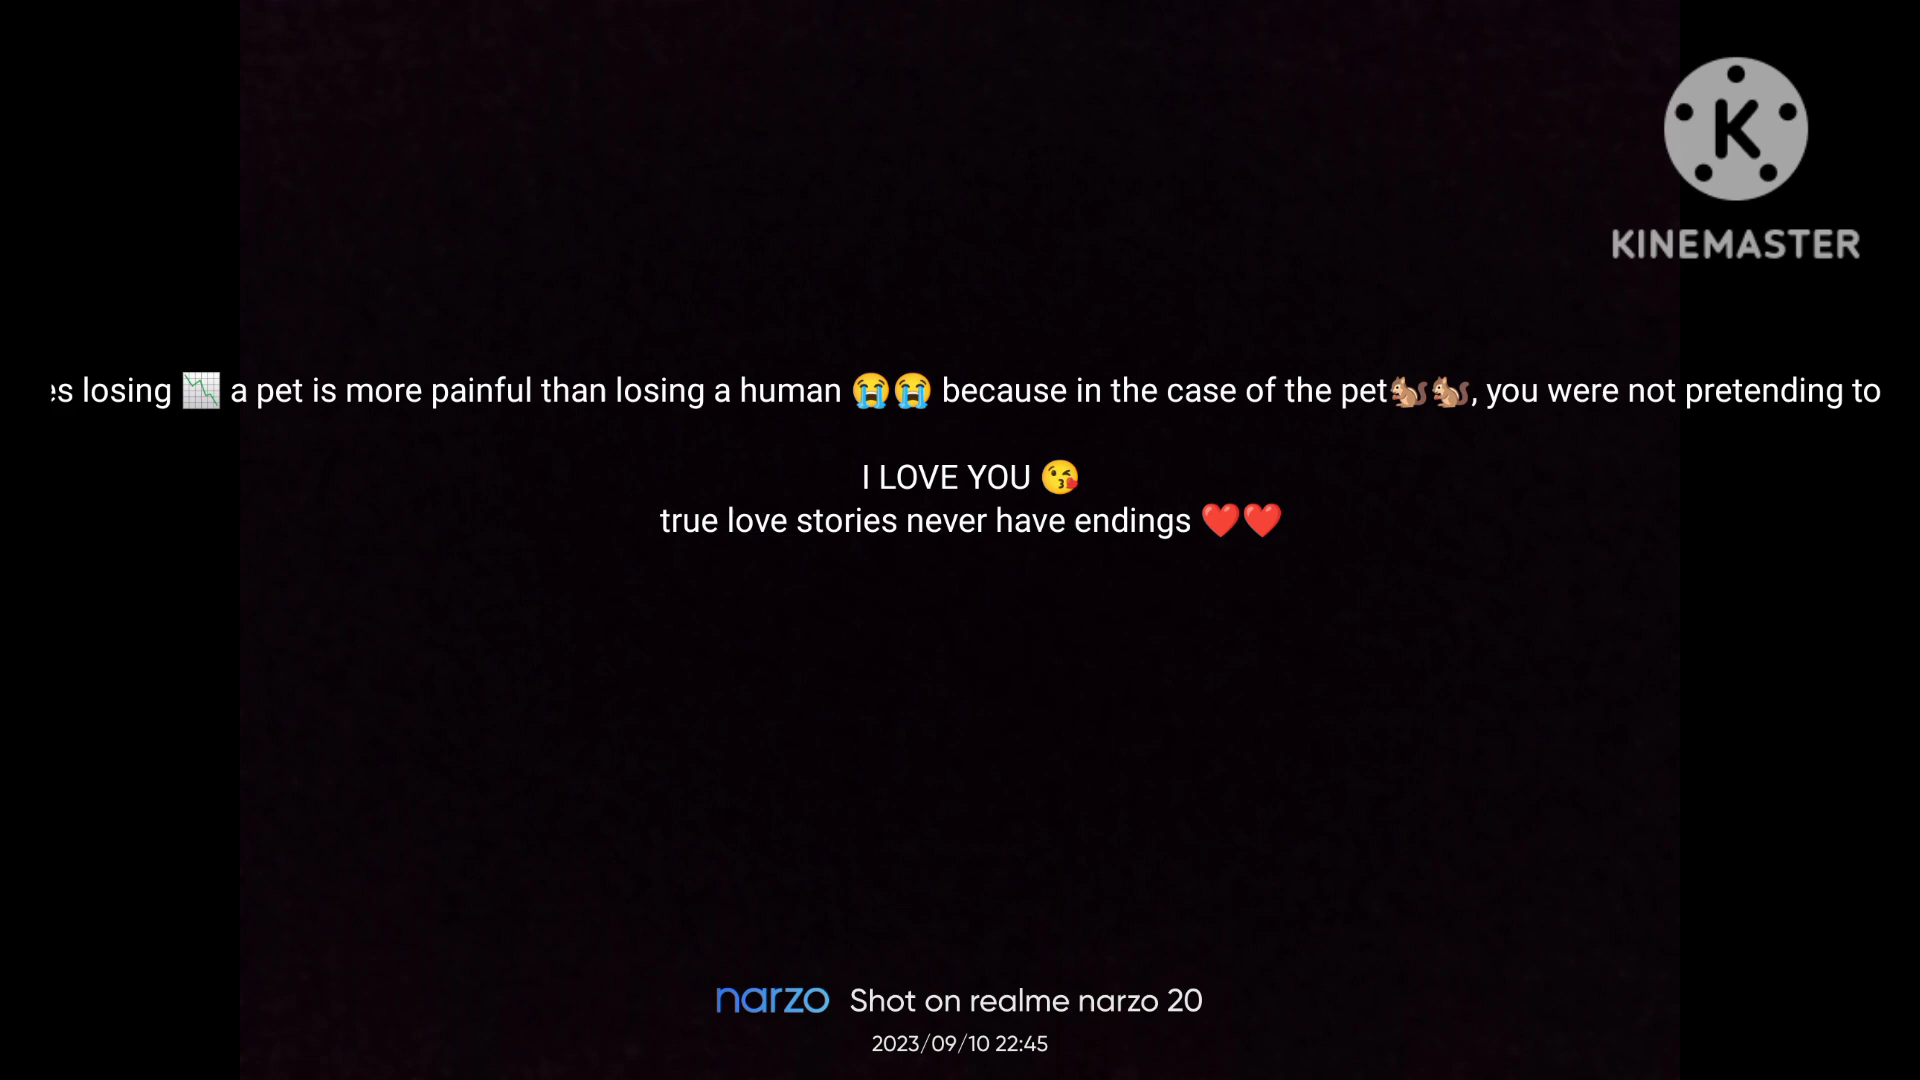 K
KINEMASTER
losing 📉 a pet is more painful than losing a human 😭😭 because in the case of the pet🐿️🐿️, you were not pretending to
I LOVE YOU 😘
true love stories never have endings ❤️❤️
narzo Shot on realme narzo 20
2023/09/10 22:45